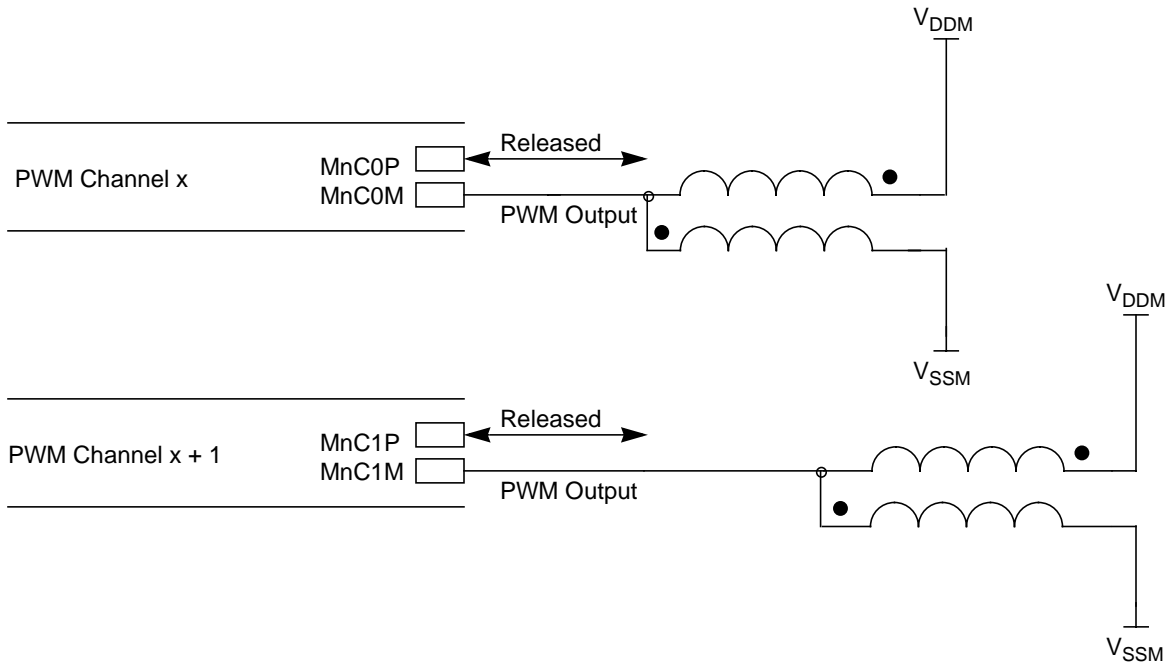 VDDM
Released
MnC0P
PWM Channel x
MnC0M
PWM Output
VDDM
VSSM
Released
MnC1P
PWM Channel x + 1
MnC1M
PWM Output
VSSM